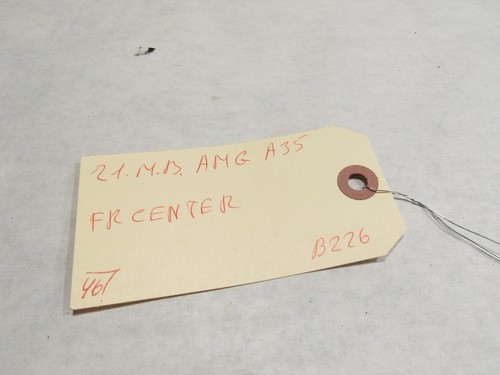 21. M.B. AMG A35
FR CENTER
B226
461